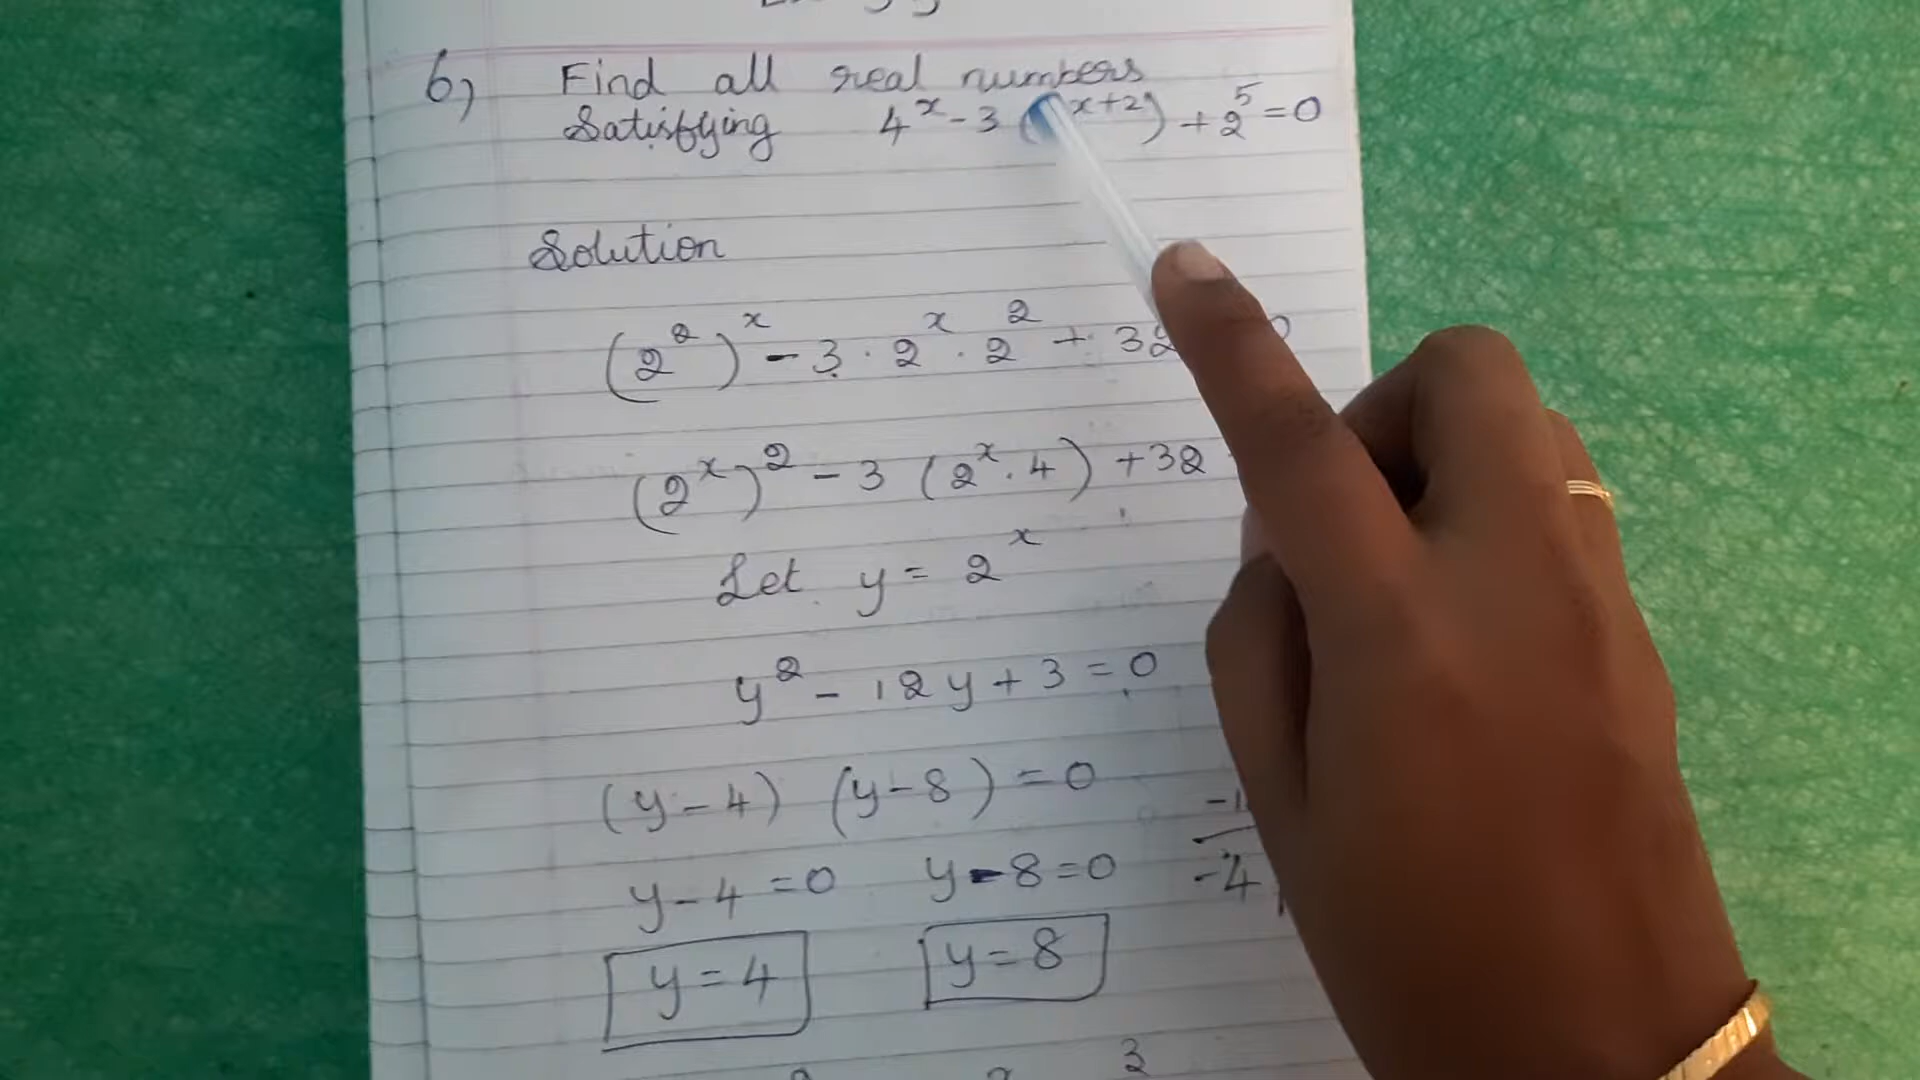 6) Find all real numbers
Satisfying 4^x - 3 ( ^x+2) + 2^5 = 0
Solution
(2^2)^x - 3 . 2^x . 2^2 + 32
(2^x)^2 - 3 (2^x . 4) + 32
Let y = 2^x
y^2 - 12y + 3 = 0
(y - 4) (y - 8) = 0
y - 4 = 0 y - 8 = 0 -4
y = 4 y = 8
3